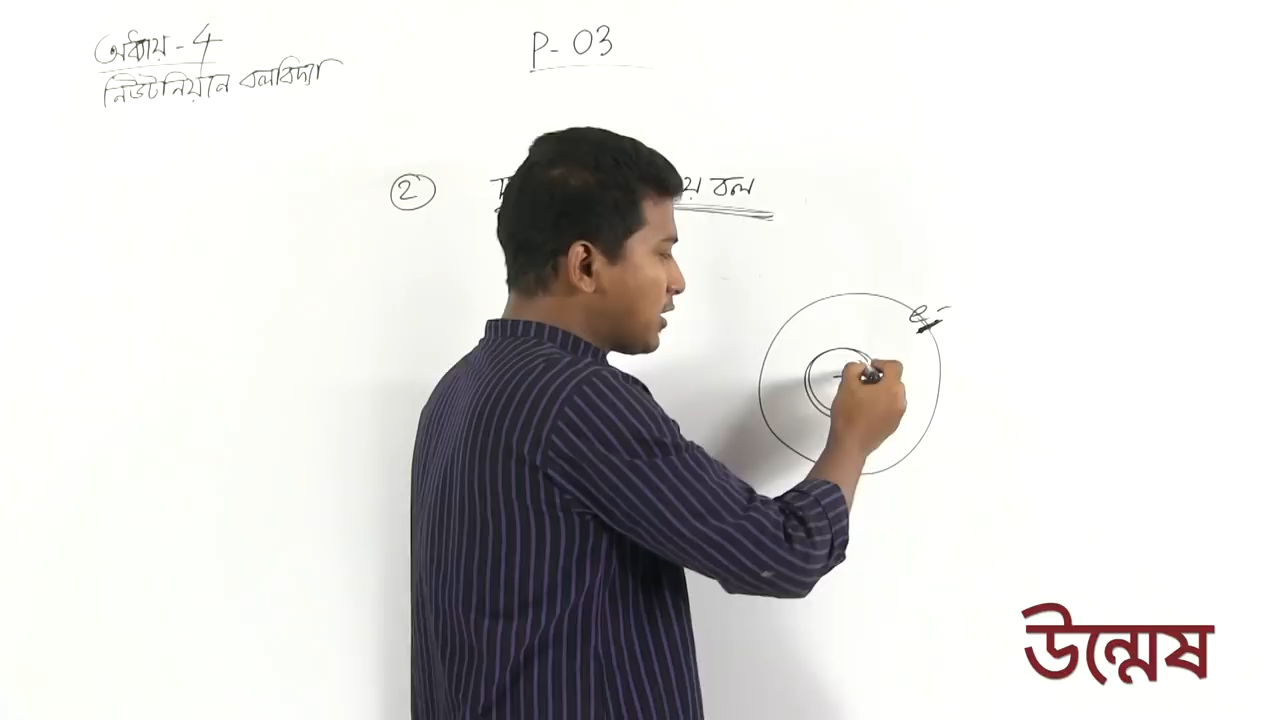 অধ্যায় - 4
নিউটনিয়ান বলবিদ্যা
P- 03
2
বল
e-
উন্মেষ